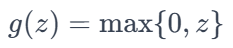 g(z) = max{0, z}